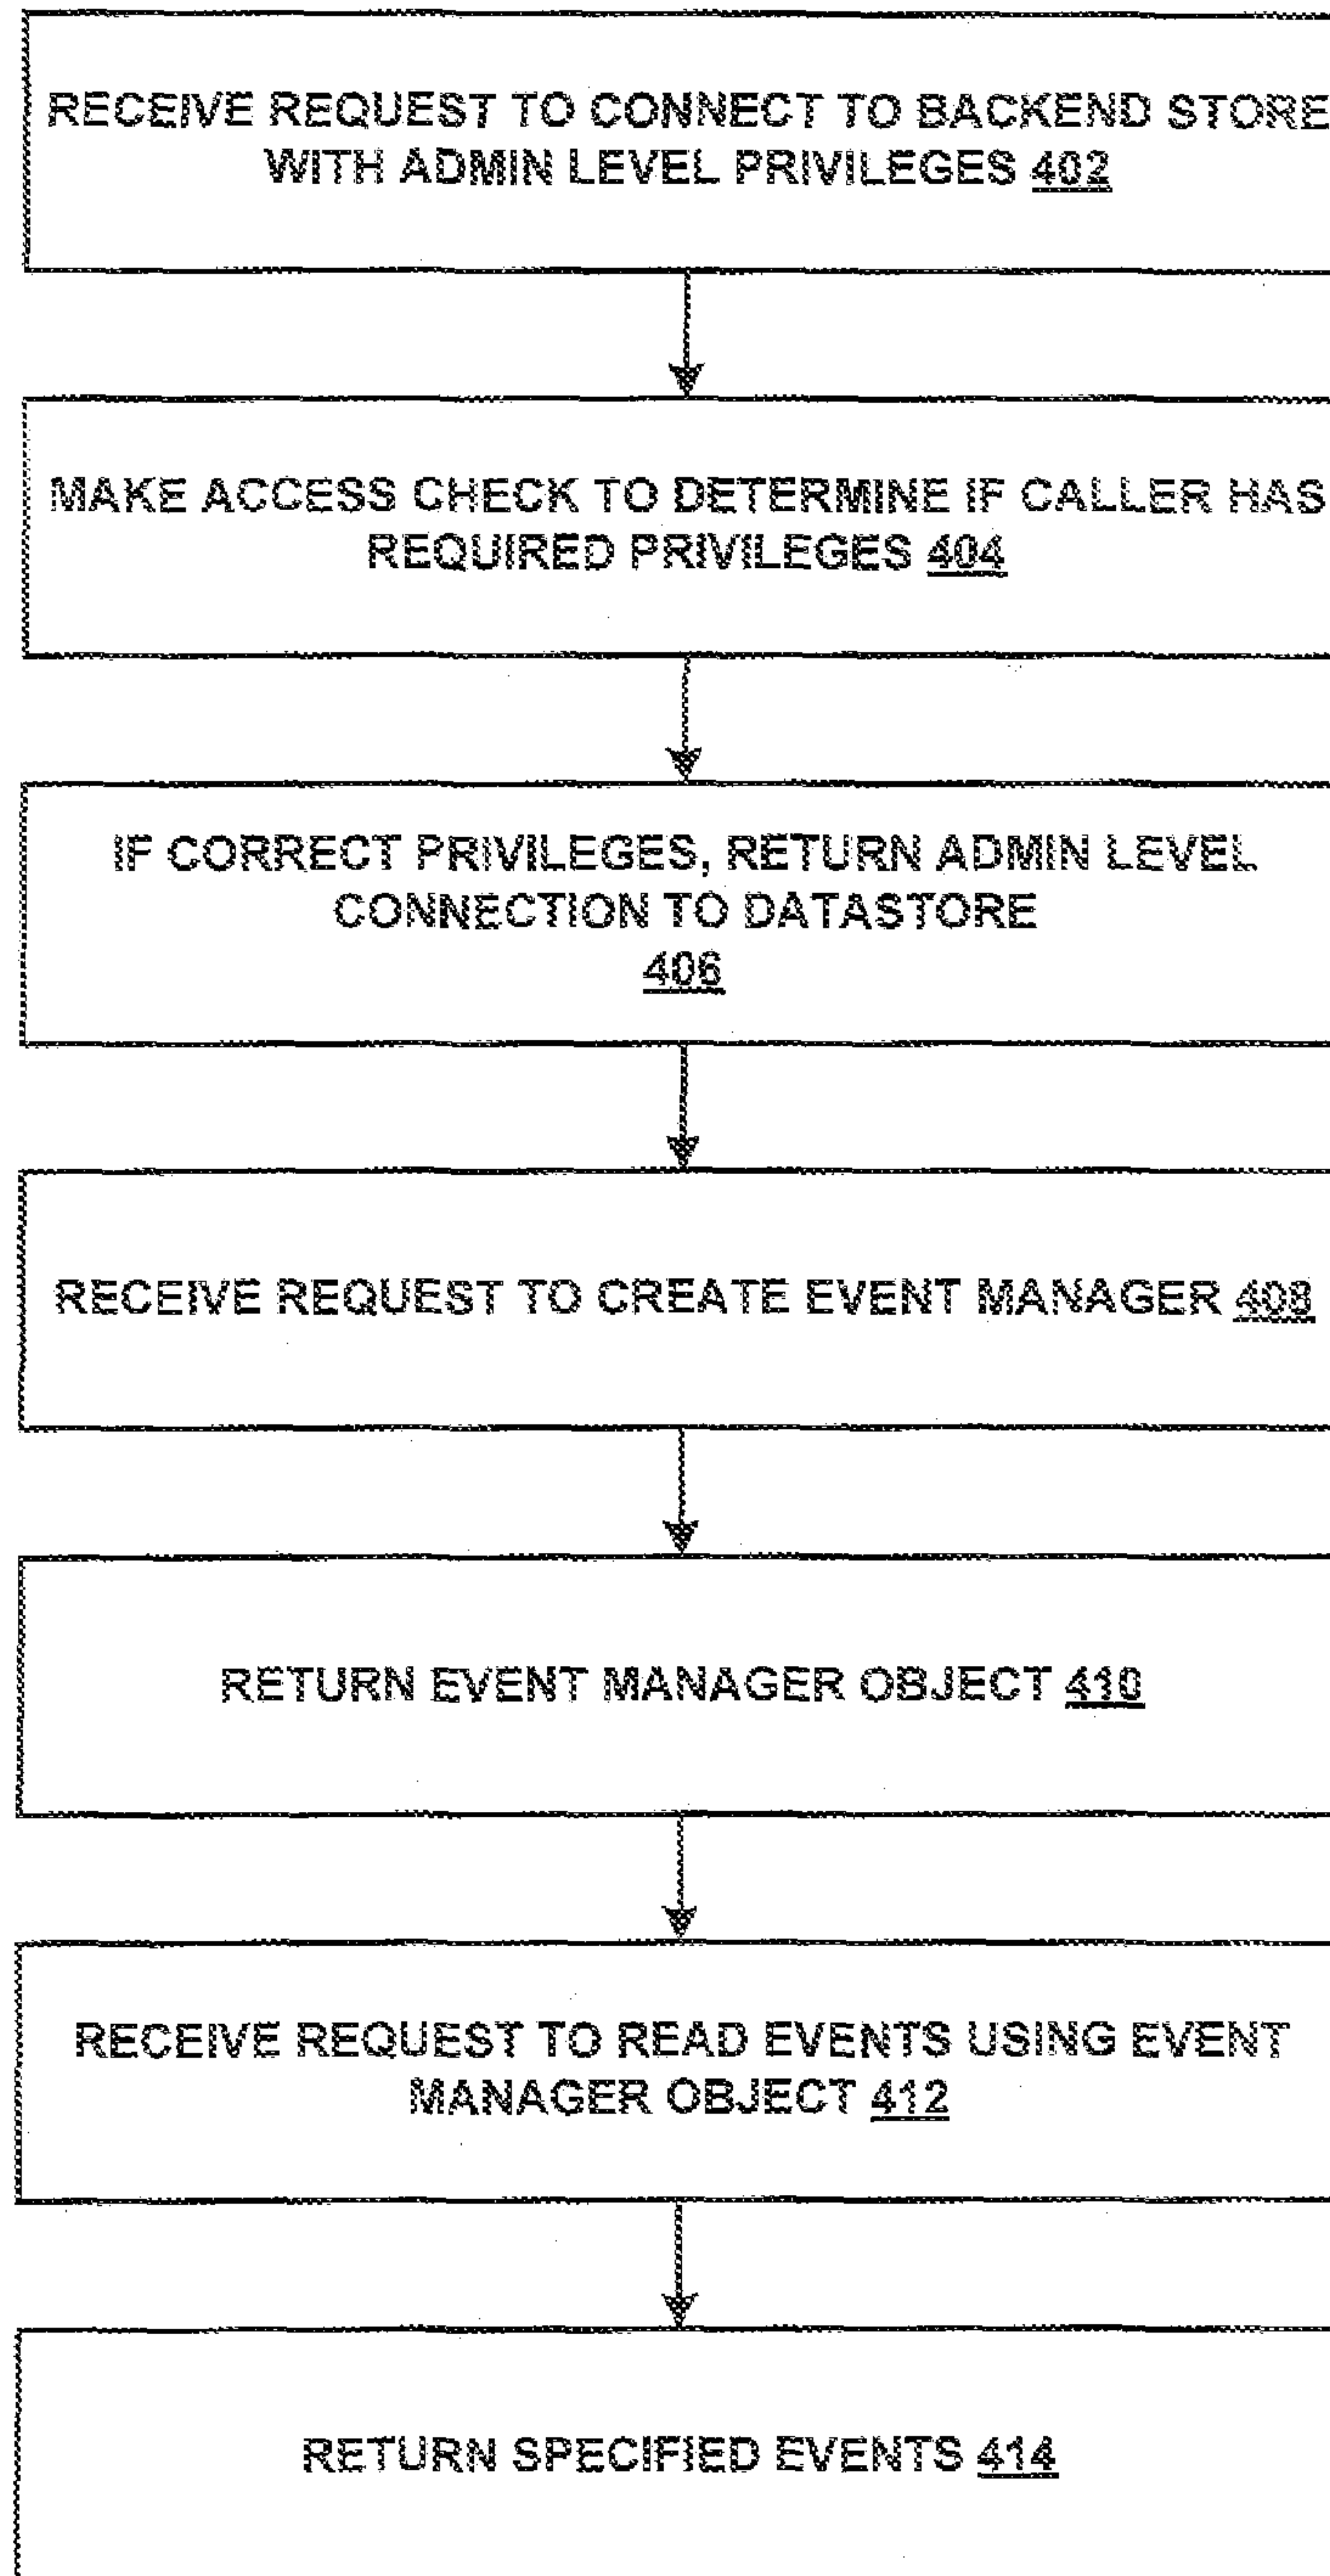 RECEIVE REQUEST TO CONNECT TO BACKEND STORE
WITH ADMIN LEVEL PRIVILEGES 402
MAKE ACCESS CHECK TO DETERMINE IF CALLER HAS
REQUIRED PRIVILEGES 404
IF CORRECT PRIVILEGES, RETURN ADMIN LEVEL
CONNECTION TO DATASTORE
406
RECEIVE REQUEST TO CREATE EVENT MANAGER 408
RETURN EVENT MANAGER OBJECT 410
RECEIVE REQUEST TO READ EVENTS USING EVENT
MANAGER OBJECT 412
RETURN SPECIFIED EVENTS 414